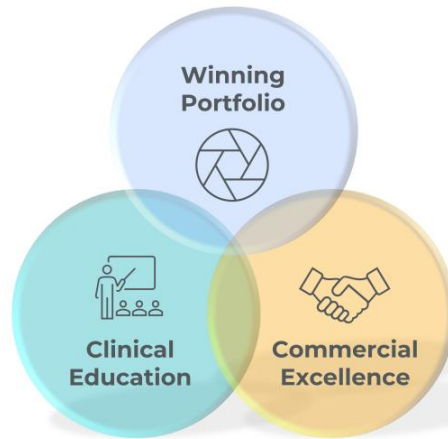 Winning
Portfolio
Clinical
Education
Commercial
Excellence